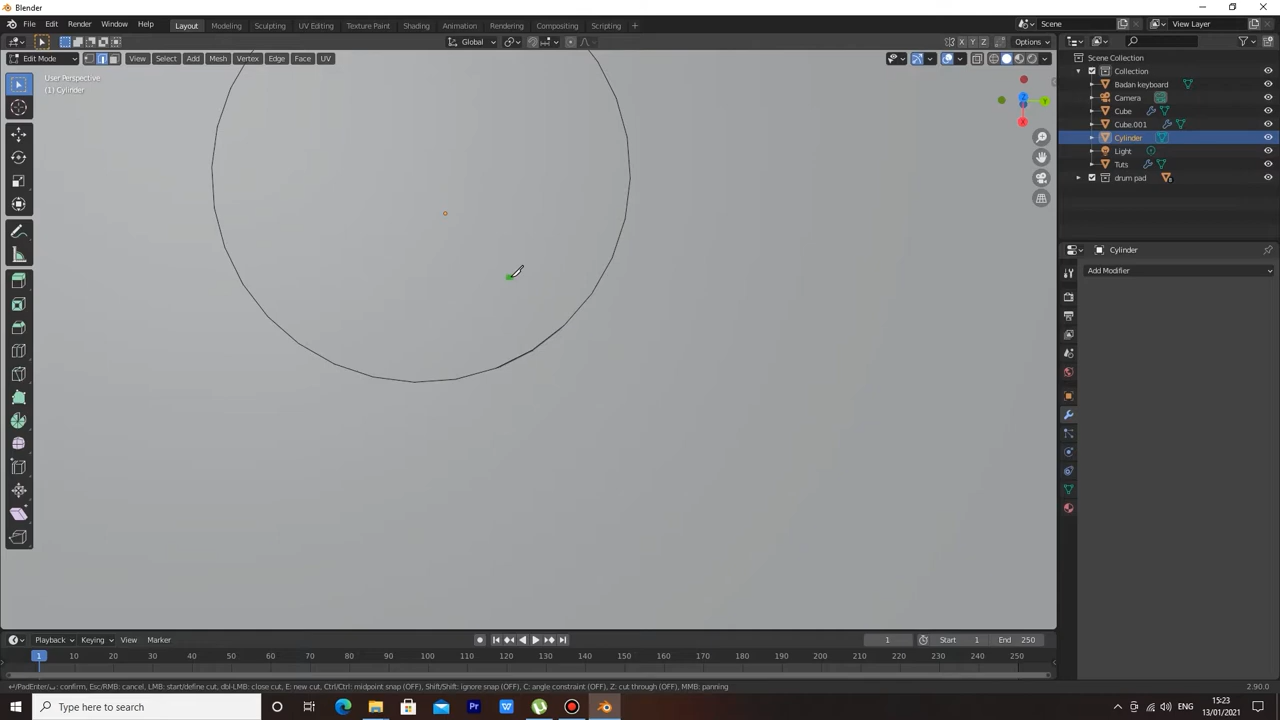 Blender
File Edit Render Window Help Layout Modeling Sculpting UV Editing Texture Paint Shading Animation Rendering Compositing Scripting + Scene View Layer
Global Options
Edit Mode View Select Add Mesh Vertex Edge Face UV X Y Z
User Perspective
(1) Cylinder
Scene Collection
Collection
Badan keyboard
Camera
Cube
Cube.001
Cylinder
Light
Tuts
drum pad
Cylinder
Add Modifier
Z
Y
X
Playback Keying View Marker 1 Start 1 End 250
1 10 20 30 40 50 60 70 80 90 100 110 120 130 140 150 160 170 180 190 200 210 220 230 240 250
/PadEnter/: confirm, Esc/RMB: cancel, LMB: start/define cut, dbl-LMB: close cut, E: new cut, Ctrl/Ctrl: midpoint snap (OFF), Shift/Shift: ignore snap (OFF), C: angle constraint (OFF), Z: cut through (OFF), MMB: panning 2.90.0
Type here to search
15:23
13/01/2021